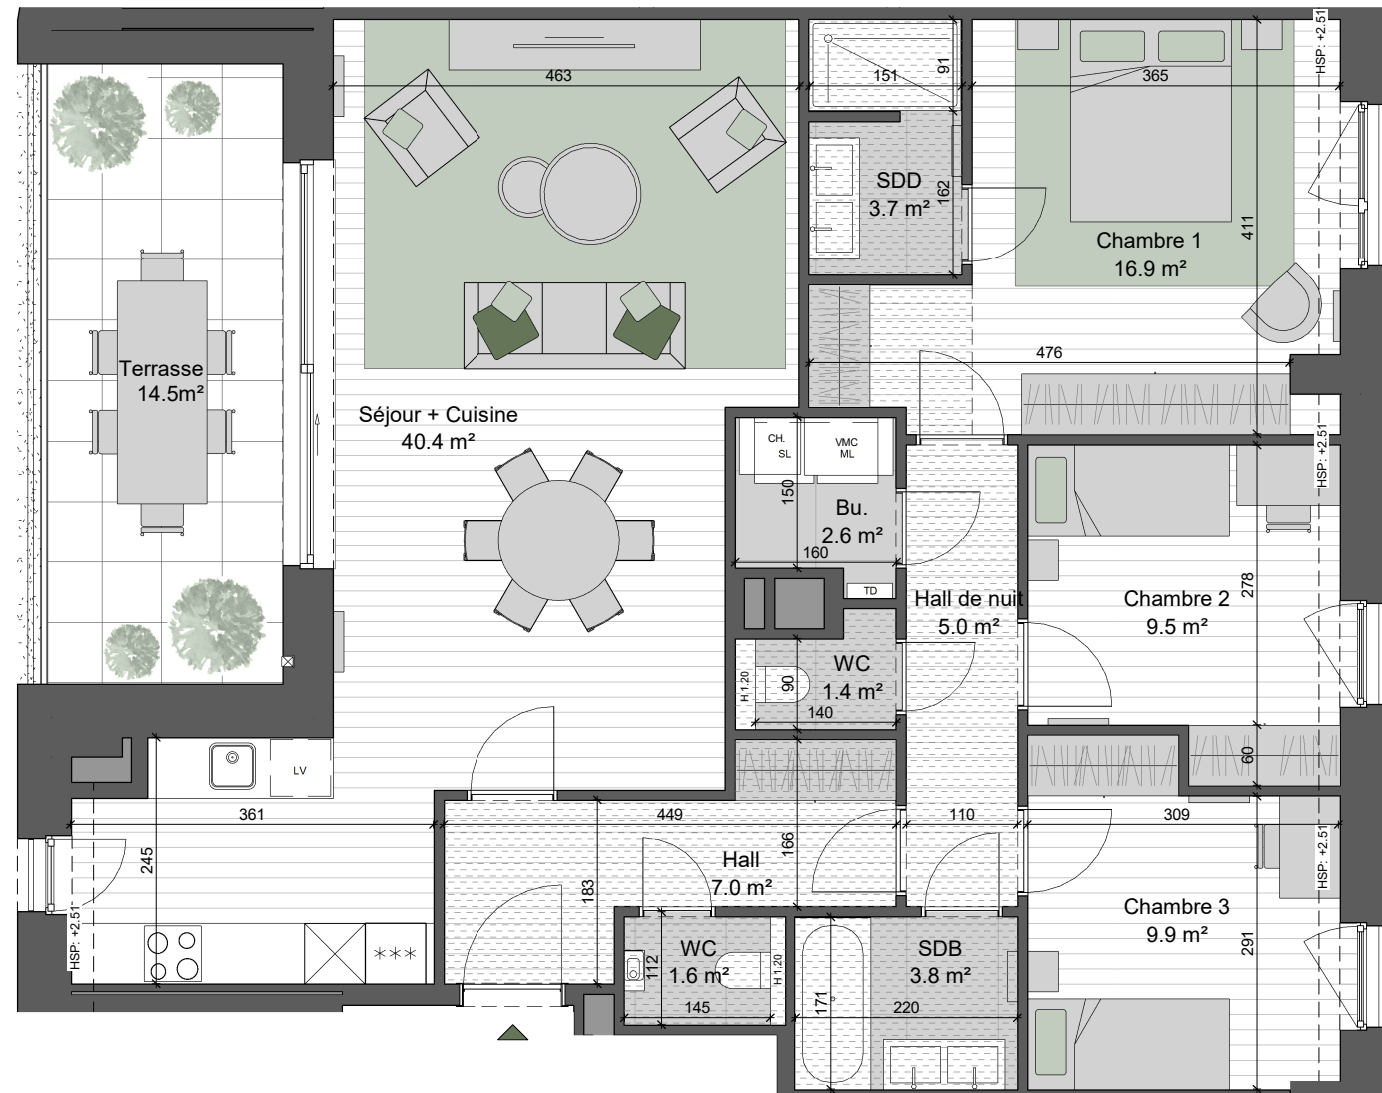 HSP: +2.51
463
151
91
365
SDD
3.7 m²
162
Chambre 1
16.9 m²
411
476
Terrasse
14.5m²
Séjour + Cuisine
40.4 m²
CH.
SL
VMC
ML
150
Bu.
2.6 m²
160
TD
HSP: +2.51
Hall de nuit
5.0 m²
Chambre 2
9.5 m²
278
WC
1.4 m²
H 1.20
90
140
60
LV
361
245
449
166
110
309
Hall
7.0 m²
183
HSP: +2.51
HSP: +2.51
***
WC
1.6 m²
112
145
H 1.20
SDB
3.8 m²
171
220
Chambre 3
9.9 m²
291